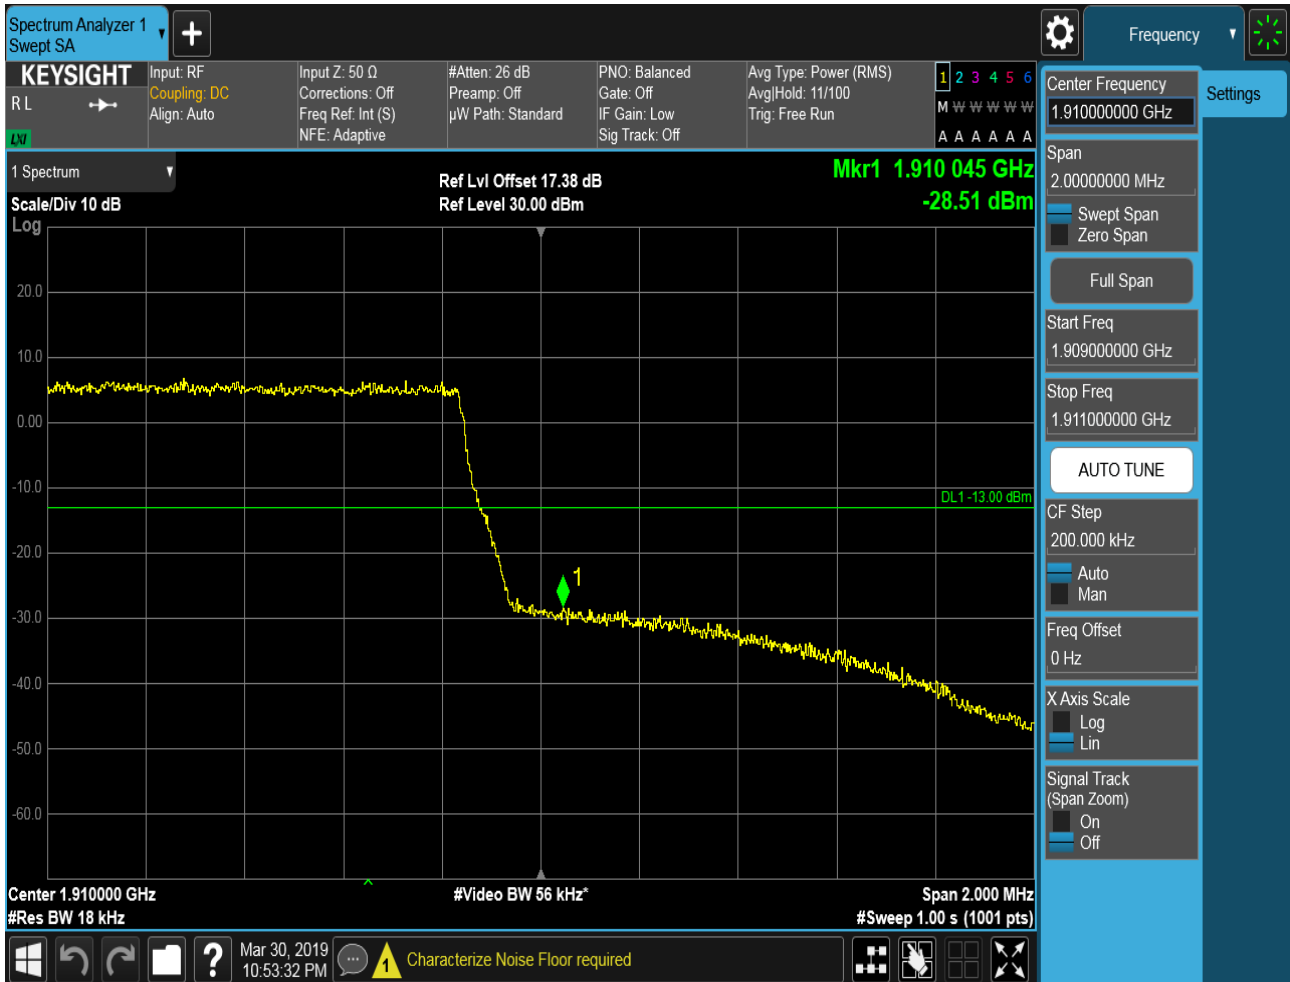 Spectrum Analyzer 1
Swept SA
Frequency
KEYSIGHT
R L
LXI
Input: RF
Coupling: DC
Align: Auto
Input Z: 50 Ω
Corrections: Off
Freq Ref: Int (S)
NFE: Adaptive
#Atten: 26 dB
Preamp: Off
µW Path: Standard
PNO: Balanced
Gate: Off
IF Gain: Low
Sig Track: Off
Avg Type: Power (RMS)
Avg|Hold: 11/100
Trig: Free Run
1 2 3 4 5 6
M W W W W W
A A A A A A
1 Spectrum
Scale/Div 10 dB
Log
Ref Lvl Offset 17.38 dB
Ref Level 30.00 dBm
Mkr1 1.910 045 GHz
-28.51 dBm
20.0
10.0
0.00
-10.0
-20.0
-30.0
-40.0
-50.0
-60.0
DL1 -13.00 dBm
1
Center 1.910000 GHz
#Res BW 18 kHz
#Video BW 56 kHz*
Span 2.000 MHz
#Sweep 1.00 s (1001 pts)
Center Frequency
1.910000000 GHz
Settings
Span
2.00000000 MHz
Swept Span
Zero Span
Full Span
Start Freq
1.909000000 GHz
Stop Freq
1.911000000 GHz
AUTO TUNE
CF Step
200.000 kHz
Auto
Man
Freq Offset
0 Hz
X Axis Scale
Log
Lin
Signal Track
(Span Zoom)
On
Off
?
Mar 30, 2019
10:53:32 PM
1
Characterize Noise Floor required